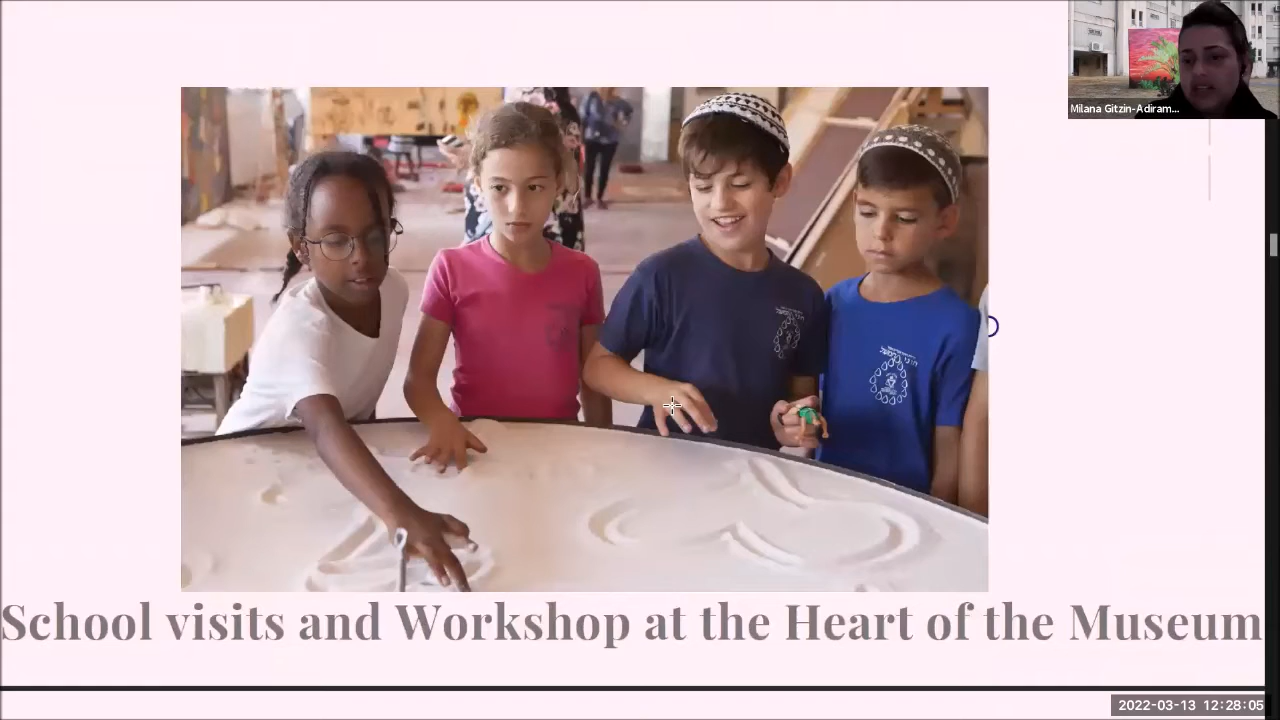 Milana Gitzin-Adiram...
School visits and Workshop at the Heart of the Museum
2022-03-13 12:28:05